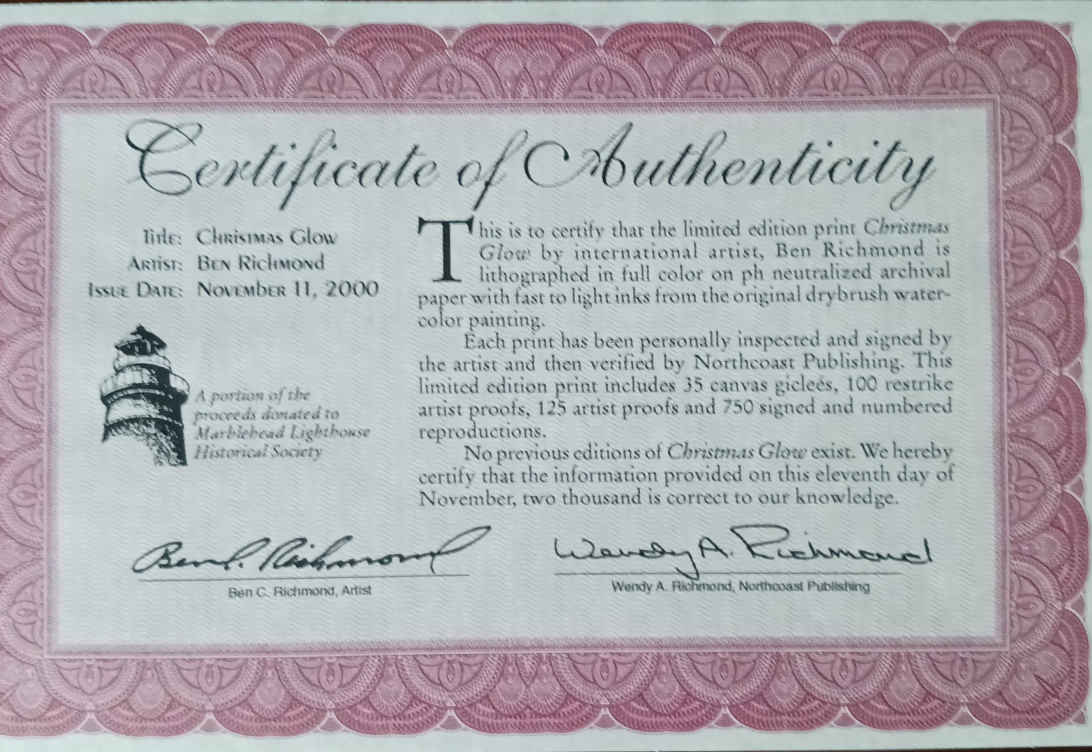 Certificate of Authenticity
Title: Christmas Glow
Artist: Ben Richmond
Issue Date: November 11, 2000
A portion of the
proceeds donated to
Marblehead Lighthouse
Historical Society
This is to certify that the limited edition print Christmas
Glow by international artist, Ben Richmond is
lithographed in full color on ph neutralized archival
paper with fast to light inks from the original drybrush water-
color painting.
Each print has been personally inspected and signed by
the artist and then verified by Northcoast Publishing. This
limited edition print includes 35 canvas gicleés, 100 restrike
artist proofs, 125 artist proofs and 750 signed and numbered
reproductions.
No previous editions of Christmas Glow exist. We hereby
certify that the information provided on this eleventh day of
November, two thousand is correct to our knowledge.
Ben C. Richmond
Ben C. Richmond, Artist
Wendy A. Richmond
Wendy A. Richmond, Northcoast Publishing